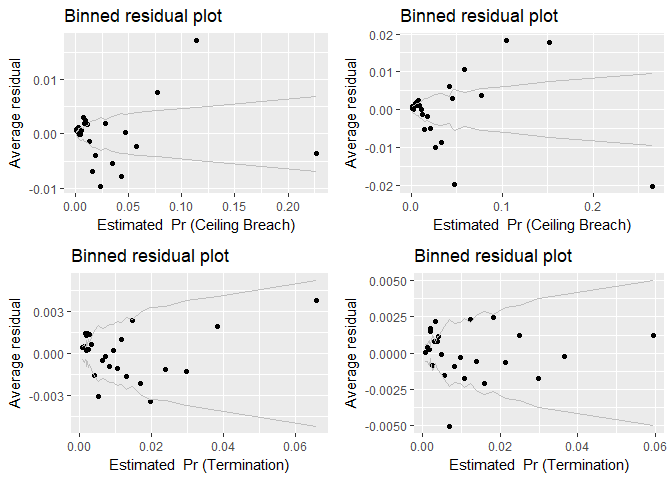 Binned residual plot
Average residual
0.01
0.00
-0.01
0.00
0.05
0.10
0.15
0.20
Estimated Pr (Ceiling Breach)
Binned residual plot
Average residual
0.02
0.01
0.00
-0.01
-0.02
0.0
0.1
0.2
Estimated Pr (Ceiling Breach)
Binned residual plot
Average residual
0.003
0.000
-0.003
0.00
0.02
0.04
0.06
Estimated Pr (Termination)
Binned residual plot
Average residual
0.0050
0.0025
0.0000
-0.0025
-0.0050
0.00
0.02
0.04
0.06
Estimated Pr (Termination)